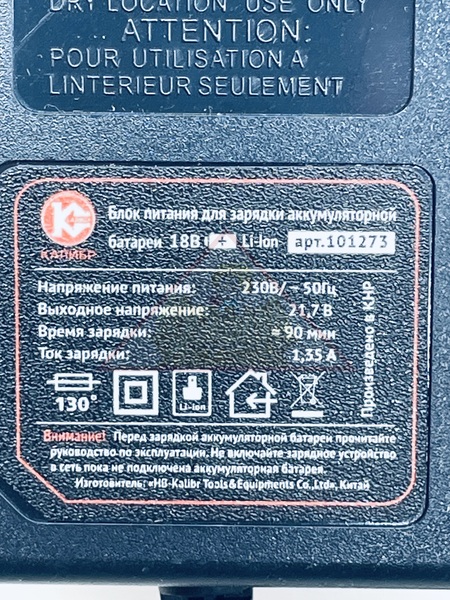 DRY LOCATION USE ONLY
ATTENTION:
POUR UTILISATION A
LINTERIEUR SEULEMENT
КАЛИБР
Блок питания для зарядки аккумуляторной
батареи 18В Li-Ion арт.101273
Напряжение питания: 230В/~50Гц
Выходное напряжение: 21,7 В
Время зарядки: ≈ 90 мин
Ток зарядки: 1,35 А
Произведено в КНР
130°
Li-Ion
Внимание! Перед зарядкой аккумуляторной батареи прочитайте
руководство по эксплуатации. Не включайте зарядное устройство
в сеть пока не подключена аккумуляторная батарея.
Изготовитель: «HB-Kalibr Tools&Equipments Co.,Ltd», Китай